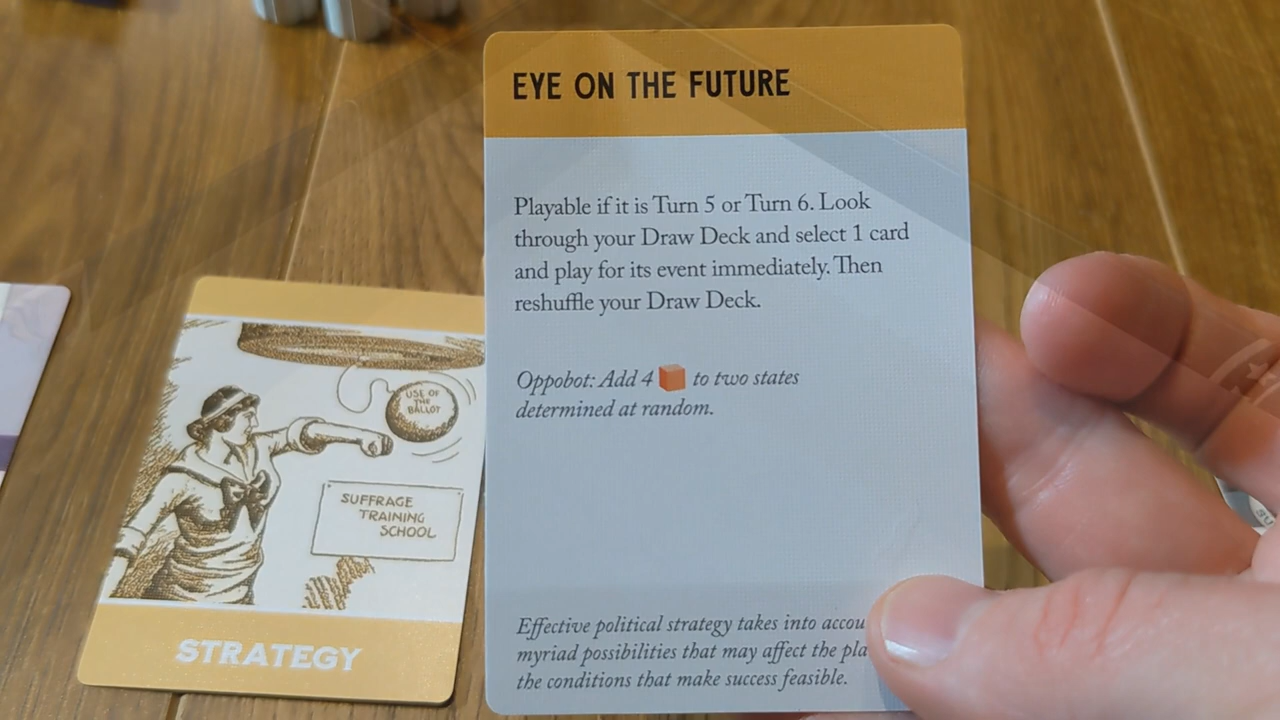 EYE ON THE FUTURE
Playable if it is Turn 5 or Turn 6. Look
through your Draw Deck and select 1 card
and play for its event immediately. Then
reshuffle your Draw Deck.
Oppobot: Add 4 to two states
determined at random.
Effective political strategy takes into
myriad possibilities that may affect the
the conditions that make success feasible.
USE OF
THE
BALLOT
SUFFRAGE
TRAINING
SCHOOL
STRATEGY